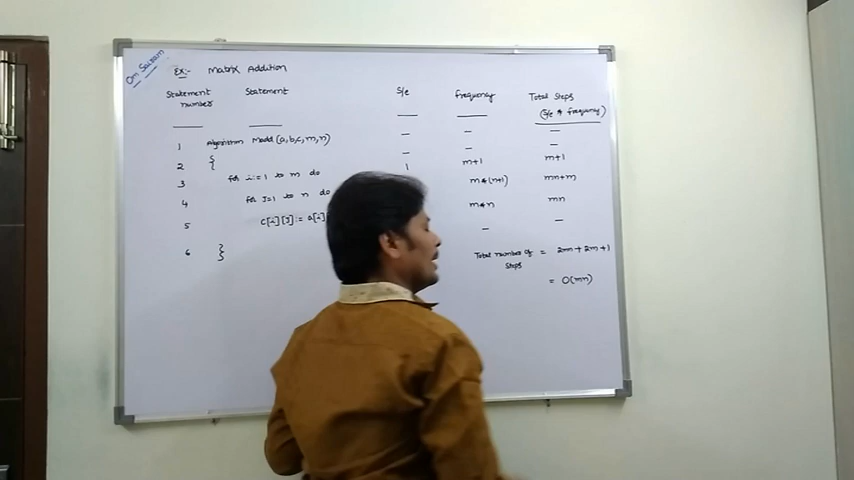 Om Sairam
Ex:- Matrix Addition
Statement number Statement S/e frequency Total Steps
(S/e * frequency)
1 Algorithm Madd (a,b,c,m,n) - - -
2 { - - -
3 for i:=1 to m do 1 m+1 m+1
4 for J=1 to n do m*(n+1) mn+m
5 c[i][J]:= a[i] m*n mn
6 } - -
Total number of Steps = 2mn + 2m + 1
= O(mn)